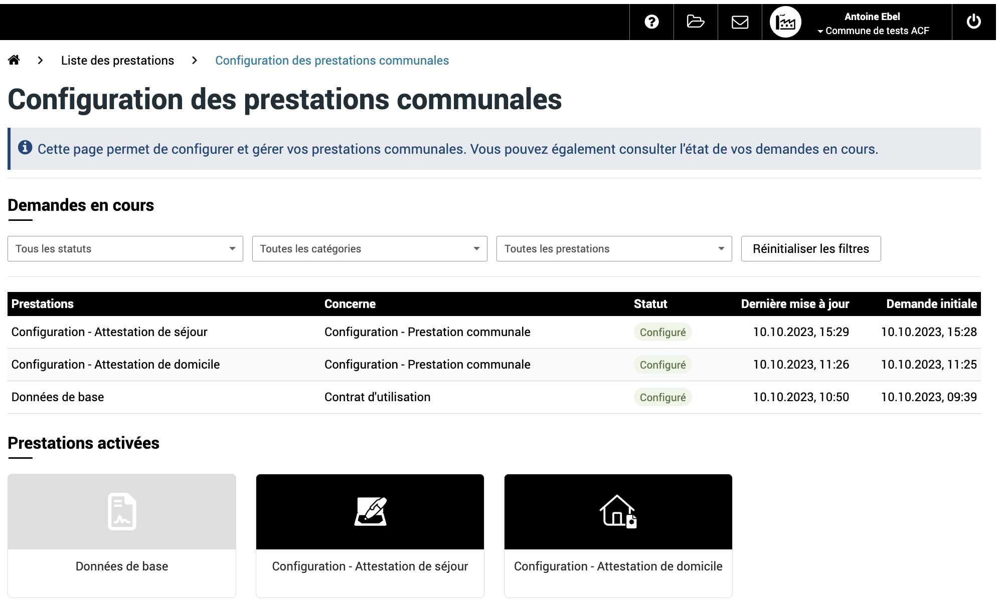 Antoine Ebel
Commune de tests ACF
Liste des prestations Configuration des prestations communales
Configuration des prestations communales
Cette page permet de configurer et gérer vos prestations communales. Vous pouvez également consulter l'état de vos demandes en cours.
Demandes en cours
Tous les statuts Toutes les catégories Toutes les prestations Réinitialiser les filtres
Prestations Concerne Statut Dernière mise à jour Demande initiale
Configuration - Attestation de séjour Configuration - Prestation communale Configuré 10.10.2023, 15:29 10.10.2023, 15:28
Configuration - Attestation de domicile Configuration - Prestation communale Configuré 10.10.2023, 11:26 10.10.2023, 11:25
Données de base Contrat d'utilisation Configuré 10.10.2023, 10:50 10.10.2023, 09:39
Prestations activées
Données de base Configuration - Attestation de séjour Configuration - Attestation de domicile